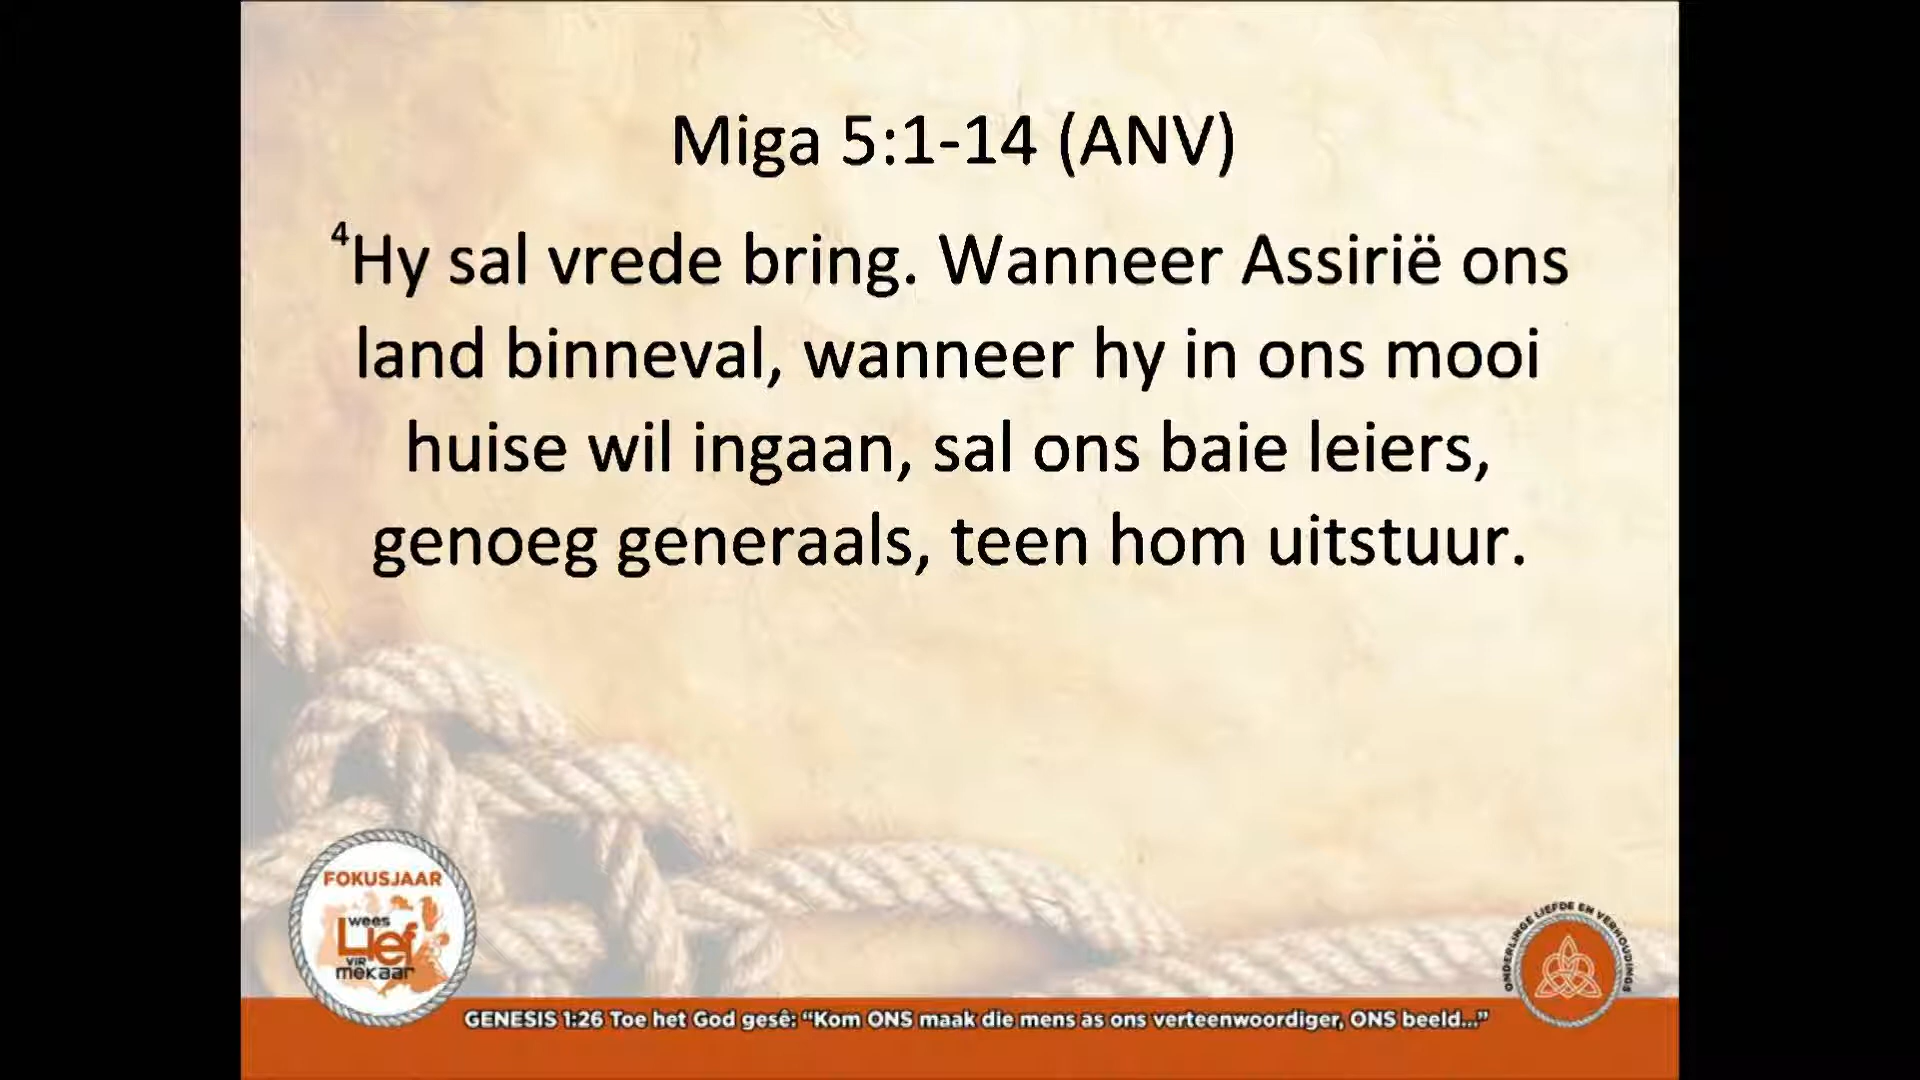 Miga 5:1-14 (ANV)
⁴Hy sal vrede bring. Wanneer Assirië ons
land binneval, wanneer hy in ons mooi
huise wil ingaan, sal ons baie leiers,
genoeg generaals, teen hom uitstuur.
FOKUSJAAR
wees
Lief
VIR
mekaar
ONDERLINGE LIEFDE EN VERHOUDINGS
GENESIS 1:26 Toe het God gesê: “Kom ONS maak die mens as ons verteenwoordiger, ONS beeld...”